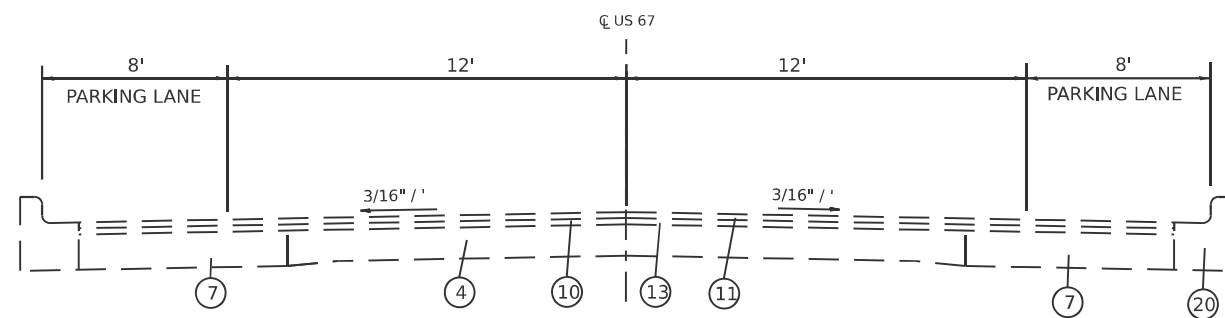 ℄ US 67
8' 12' 12' 8'
PARKING LANE PARKING LANE
3/16" / ' 3/16" / '
7 4 10 13 11 7 20